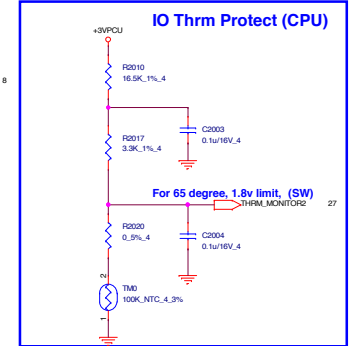 IO Thrm Protect (CPU)
+3VPCU
8
R2010
16.5K_1%_4
R2017
3.3K_1%_4
C2003
0.1u/16V_4
For 65 degree, 1.8v limit, (SW)
THRM_MONITOR2 27
R2020
0_5%_4
C2004
0.1u/16V_4
2
TM0
100K_NTC_4_3%
1